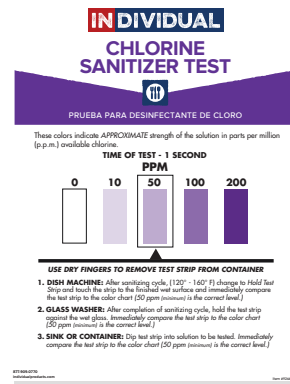 INDIVIDUAL
CHLORINE
SANITIZER TEST
PRUEBA PARA DESINFECTANTE DE CLORO
These colors indicate APPROXIMATE strength of the solution in parts per million
(p.p.m.) available chlorine.
TIME OF TEST - 1 SECOND
PPM
0 10 50 100 200
USE DRY FINGERS TO REMOVE TEST STRIP FROM CONTAINER
1. DISH MACHINE: After sanitizing cycle, (120° - 160° F) change to Hold Test
Strip and touch the strip to the finished wet surface and immediately compare
the test strip to the color chart (50 ppm (minimum) is the correct level.)
2. GLASS WASHER: After completion of sanitizing cycle, hold the test strip
against the wet glass. Immediately compare the test strip to the color chart
(50 ppm (minimum) is the correct level.)
3. SINK OR CONTAINER: Dip test strip into solution to be tested. Immediately
compare the test strip to the color chart (50 ppm (minimum) is the correct level.)
877-909-2770
individualproducts.com